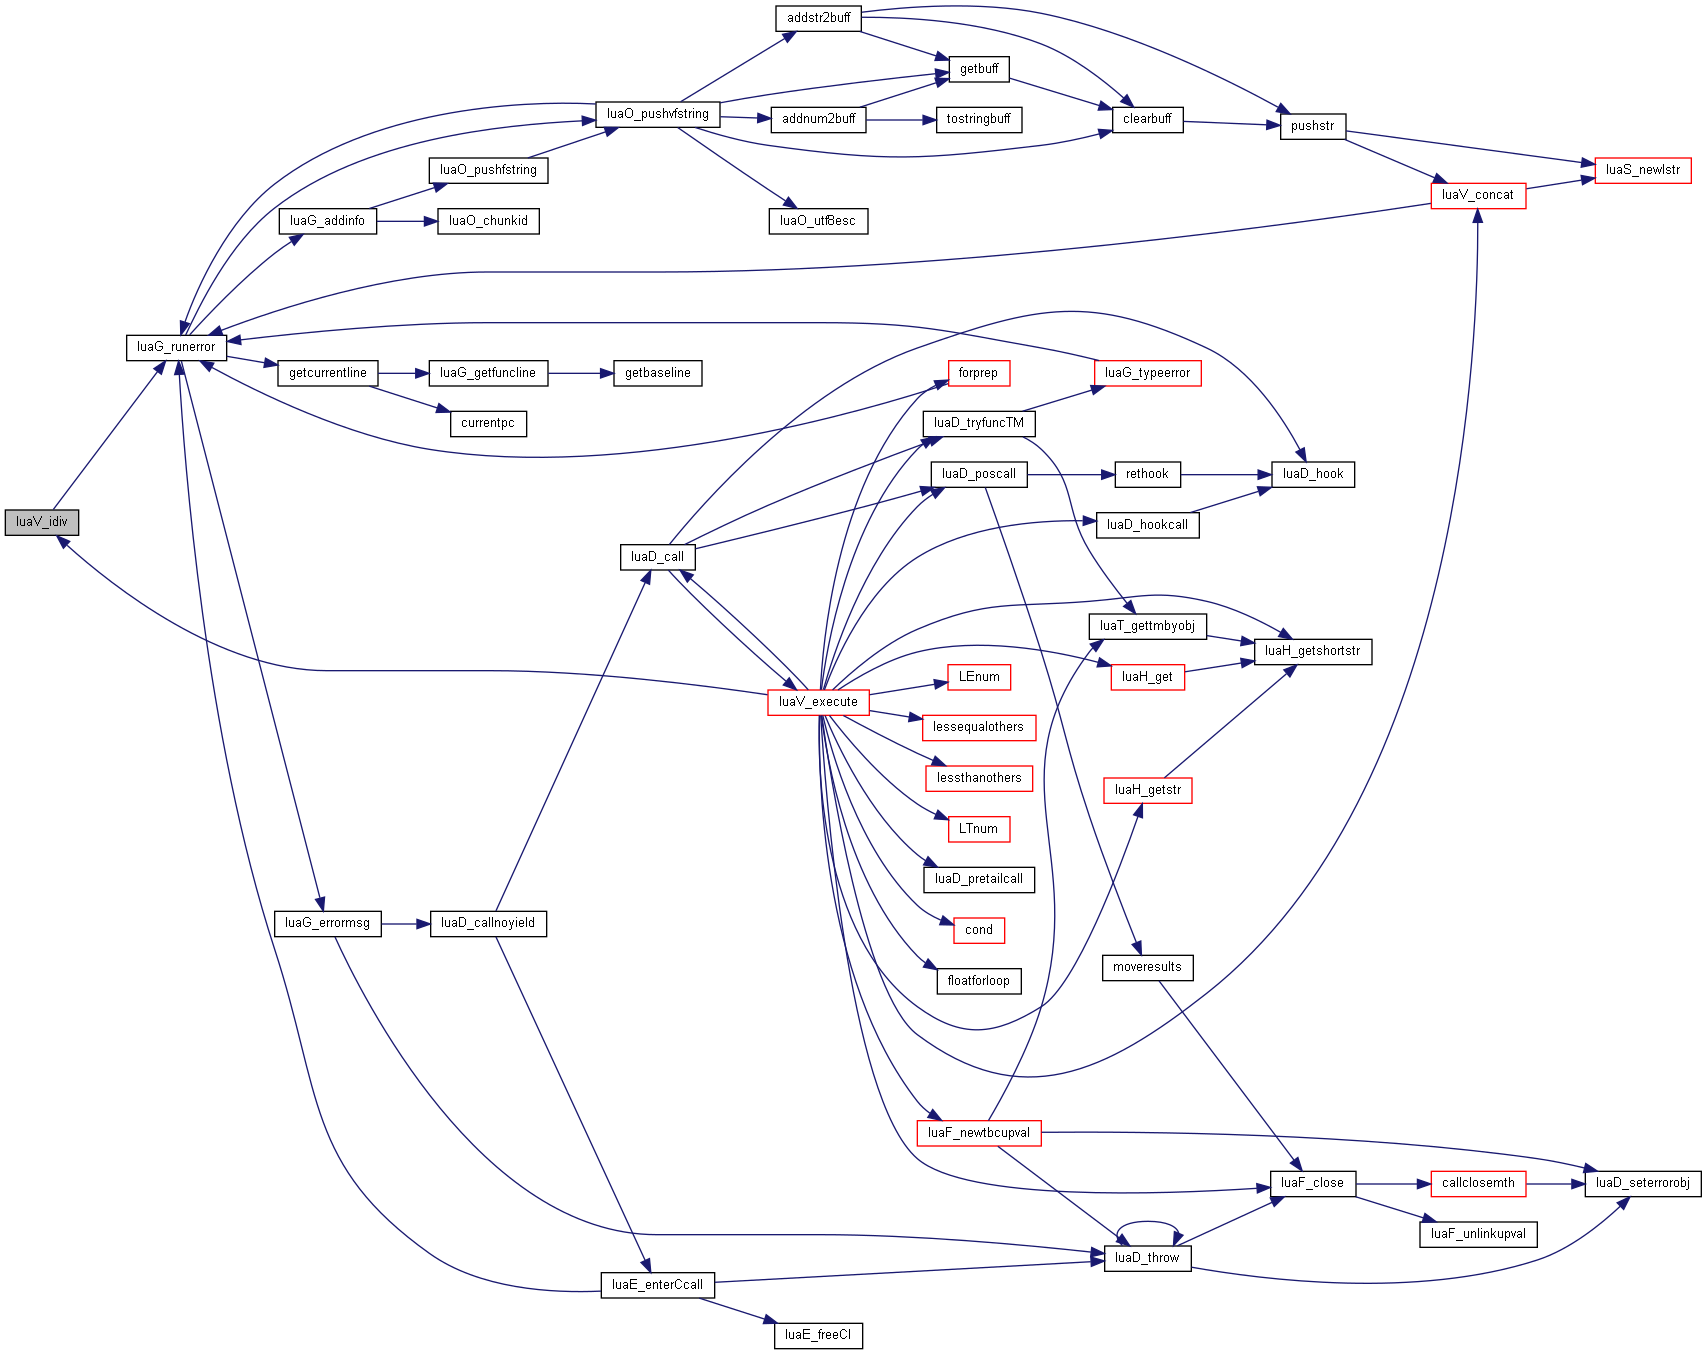 addstr2buff
getbuff
luaO_pushvfstring
addnum2buff
tostringbuff
clearbuff
pushstr
luaO_pushfstring
luaS_newlstr
luaV_concat
luaG_addinfo
luaO_chunkid
luaO_utf8esc
luaG_runerror
getcurrentline
luaG_getfuncline
getbaseline
forprep
luaG_typeerror
currentpc
luaD_tryfuncTM
luaD_poscall
rethook
luaD_hook
luaV_idiv
luaD_hookcall
luaD_call
luaT_gettmbyobj
luaH_getshortstr
LEnum
luaH_get
luaV_execute
lessequalothers
lessthanothers
luaH_getstr
LTnum
luaD_pretailcall
luaG_errormsg
luaD_callnoyield
cond
moveresults
floatforloop
luaF_newtbcupval
luaF_close
callclosemth
luaD_seterrorobj
luaF_unlinkupval
luaD_throw
luaE_enterCcall
luaE_freeCI